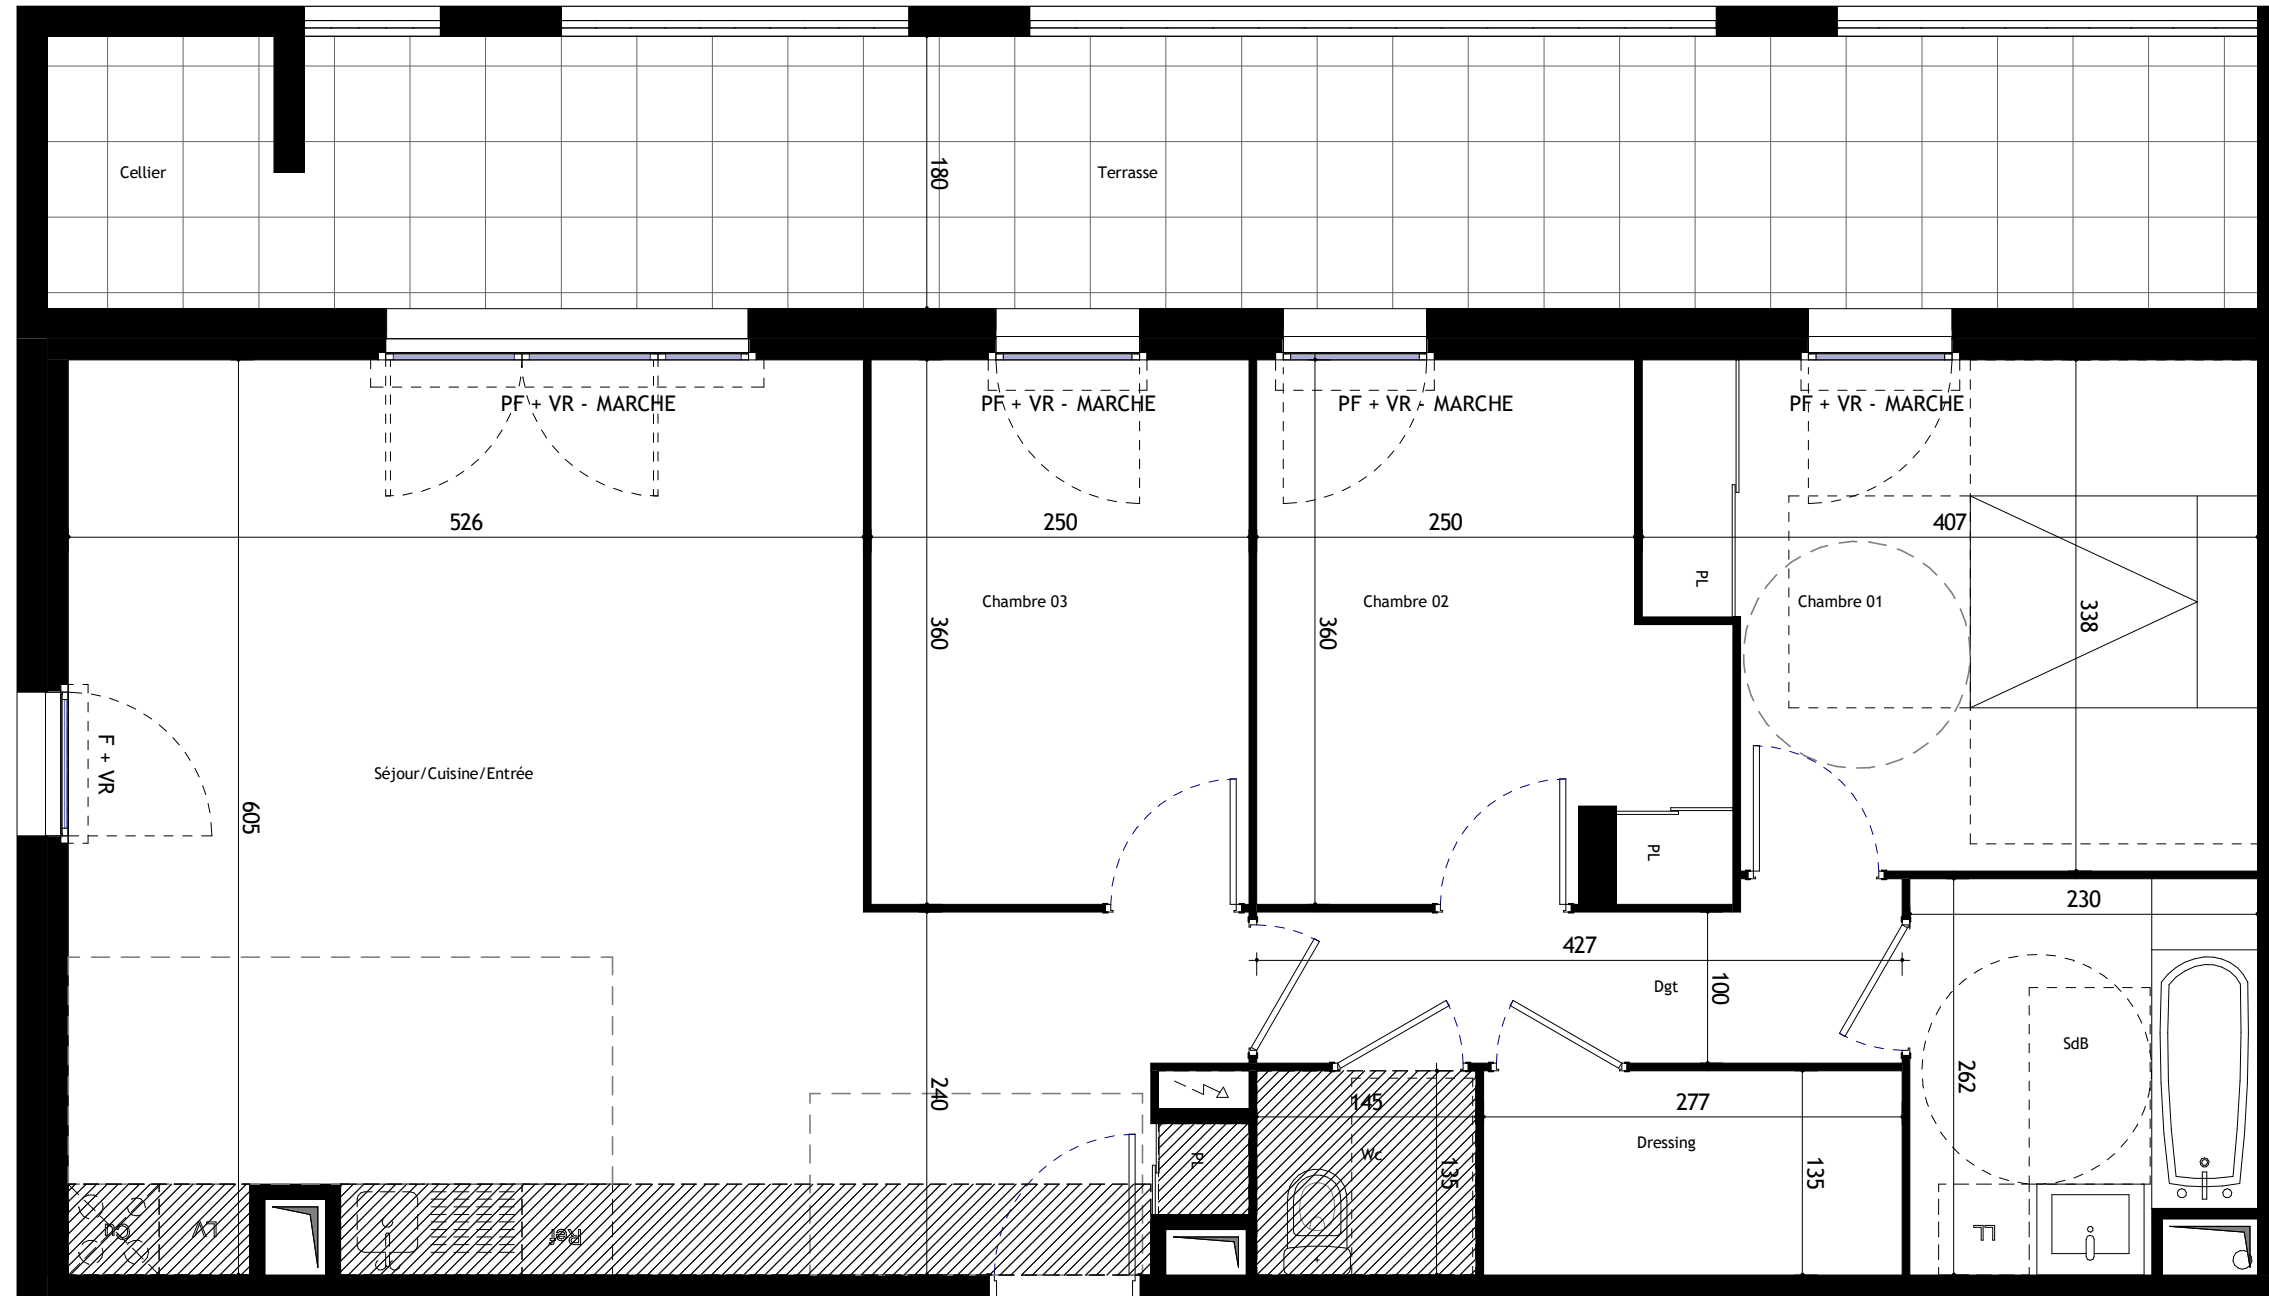 Cellier
Terrasse
180
PF + VR - MARCHE
PF + VR - MARCHE
PF + VR - MARCHE
PF + VR - MARCHE
526
250
250
407
PL
Chambre 03
Chambre 02
Chambre 01
360
360
338
F + VR
Séjour/Cuisine/Entrée
605
PL
230
427
Dgt
100
SdB
262
240
145
277
Wc
Dressing
PL
135
135
Cu
LV
Ref
LL